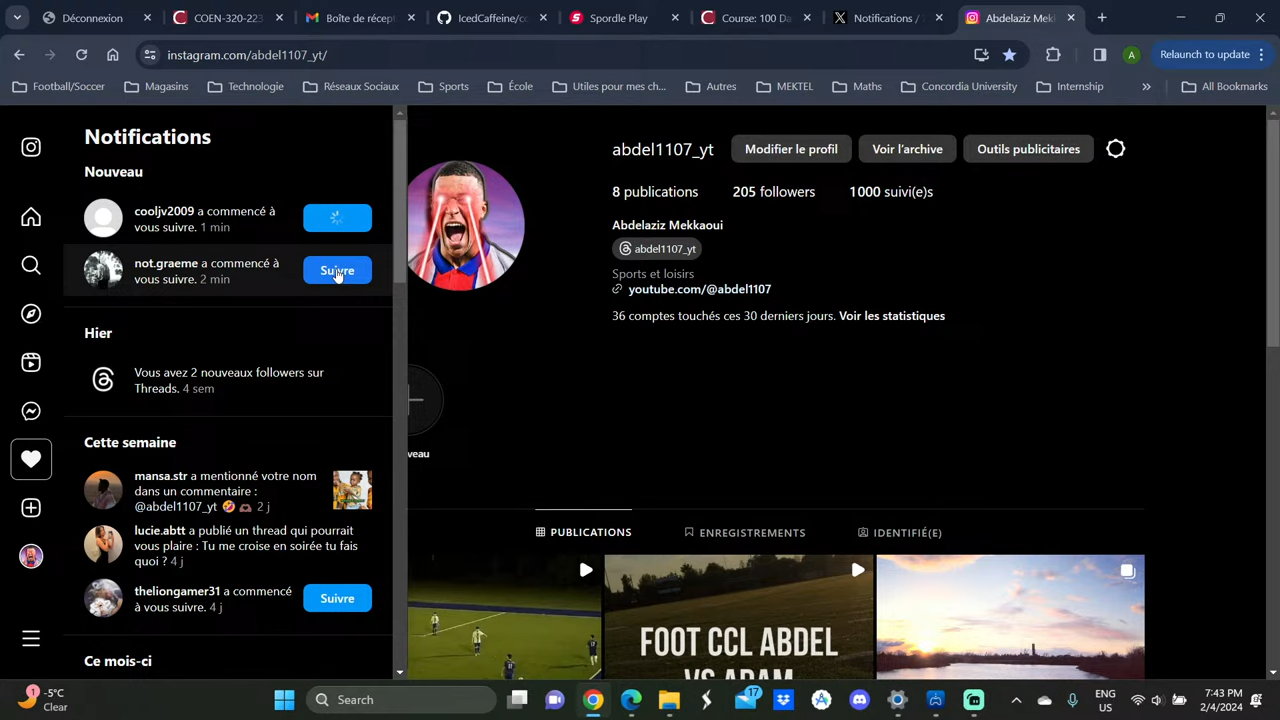 Déconnexion
COEN-320-223
Boîte de récept
IcedCaffeine/cc
Spordle Play
Course: 100 Da
Notifications /
Abdelaziz Mekk
instagram.com/abdel1107_yt/
A
Relaunch to update
Football/Soccer
Magasins
Technologie
Réseaux Sociaux
Sports
École
Utiles pour mes ch...
Autres
MEKTEL
Maths
Concordia University
Internship
»
All Bookmarks
Notifications
Nouveau
cooljv2009 a commencé à
vous suivre. 1 min
not.graeme a commencé à
vous suivre. 2 min
Suivre
Hier
Vous avez 2 nouveaux followers sur
Threads. 4 sem
Cette semaine
mansa.str a mentionné votre nom
dans un commentaire :
@abdel1107_yt 🤣🫶🏾 2 j
lucie.abtt a publié un thread qui pourrait
vous plaire : Tu me croise en soirée tu fais
quoi ? 4 j
theliongamer31 a commencé
à vous suivre. 4 j
Suivre
Ce mois-ci
abdel1107_yt
Modifier le profil
Voir l'archive
Outils publicitaires
8 publications
205 followers
1000 suivi(e)s
Abdelaziz Mekkaoui
abdel1107_yt
Sports et loisirs
youtube.com/@abdel1107
36 comptes touchés ces 30 derniers jours. Voir les statistiques
veau
PUBLICATIONS
ENREGISTREMENTS
IDENTIFIÉ(E)
FOOT CCL ABDEL
VS ADAM
1
-5°C
Clear
Search
17
ENG
US
7:43 PM
2/4/2024